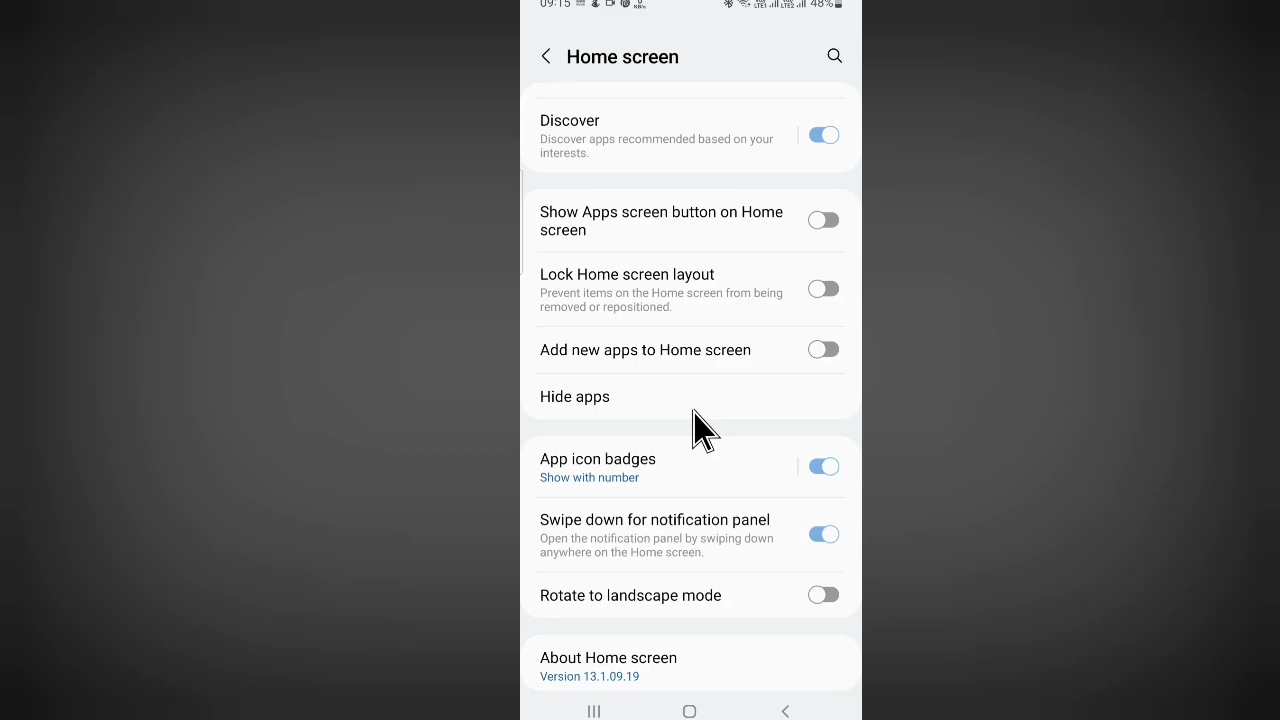 09:15 48%
Home screen
Discover
Discover apps recommended based on your
interests.
Show Apps screen button on Home
screen
Lock Home screen layout
Prevent items on the Home screen from being
removed or repositioned.
Add new apps to Home screen
Hide apps
App icon badges
Show with number
Swipe down for notification panel
Open the notification panel by swiping down
anywhere on the Home screen.
Rotate to landscape mode
About Home screen
Version 13.1.09.19